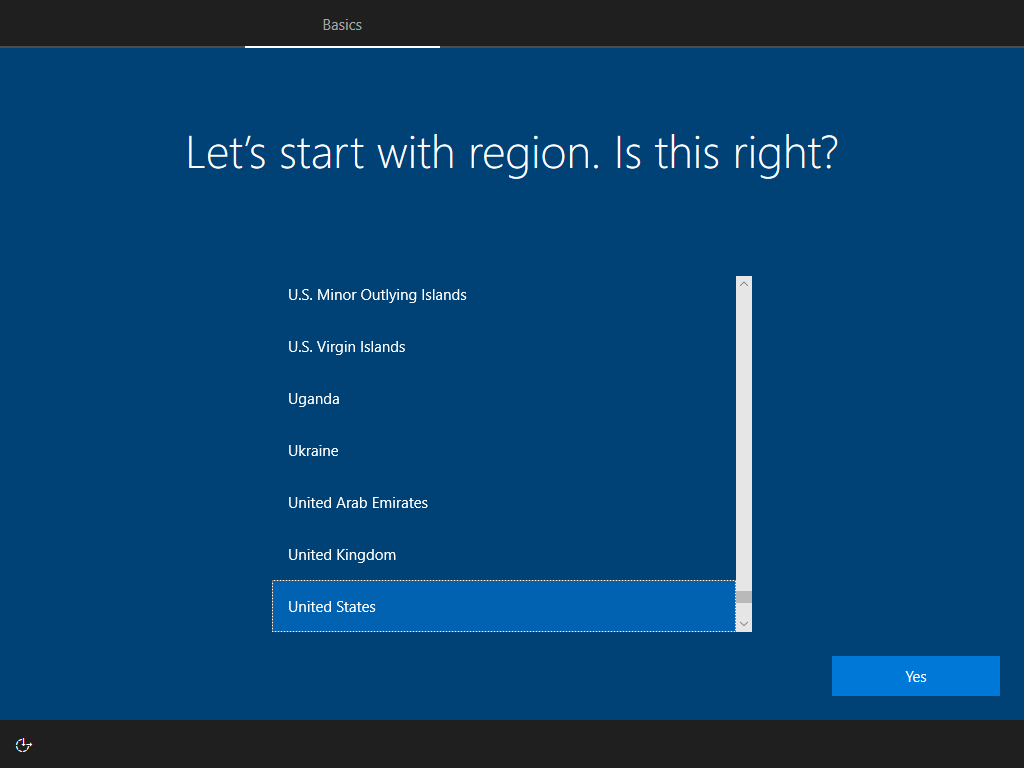 Basics
Let's start with region. Is this right?
U.S. Minor Outlying Islands
U.S. Virgin Islands
Uganda
Ukraine
United Arab Emirates
United Kingdom
United States
Yes